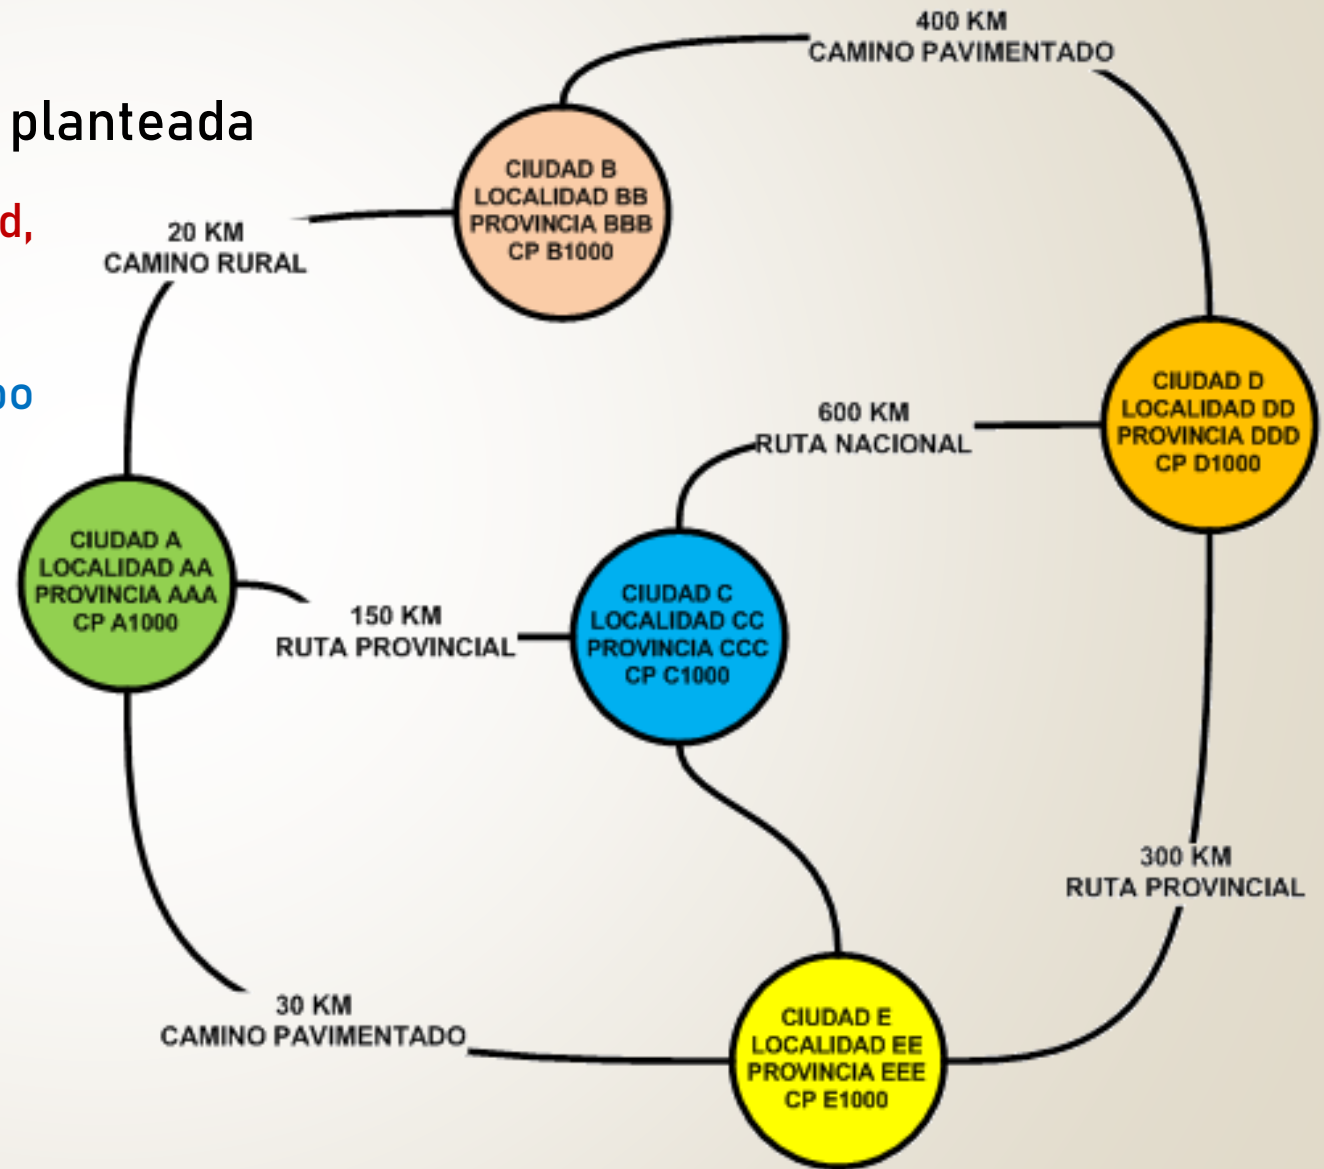 400 KM
CAMINO PAVIMENTADO
planteada
CIUDAD B
LOCALIDAD BB
PROVINCIA BBB
CP B1000
d,
20 KM
CAMINO RURAL
po
600 KM
RUTA NACIONAL
CIUDAD D
LOCALIDAD DD
PROVINCIA DDD
CP D1000
CIUDAD A
LOCALIDAD AA
PROVINCIA AAA
CP A1000
150 KM
RUTA PROVINCIAL
CIUDAD C
LOCALIDAD CC
PROVINCIA CCC
CP C1000
300 KM
RUTA PROVINCIAL
30 KM
CAMINO PAVIMENTADO
CIUDAD E
LOCALIDAD EE
PROVINCIA EEE
CP E1000